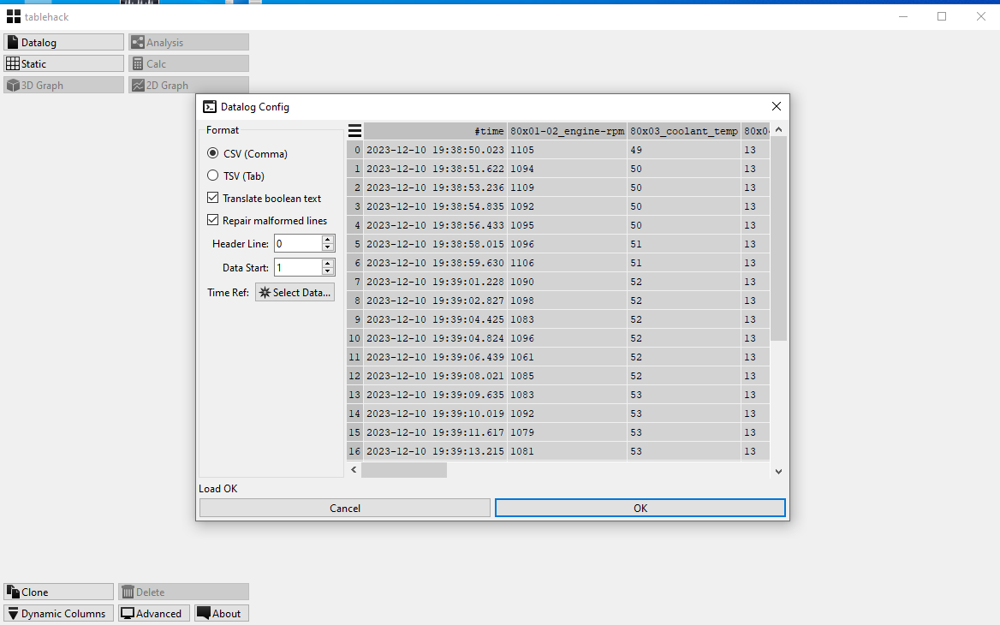 tablehack
Datalog Analysis
Static Calc
3D Graph 2D Graph
Datalog Config
Format
CSV (Comma)
TSV (Tab)
Translate boolean text
Repair malformed lines
Header Line: 0
Data Start: 1
Time Ref: Select Data...
#time 80x01-02_engine-rpm 80x03_coolant_temp
0 2023-12-10 19:38:50.023 1105 49 13
1 2023-12-10 19:38:51.622 1094 50 13
2 2023-12-10 19:38:53.236 1109 50 13
3 2023-12-10 19:38:54.835 1092 50 13
4 2023-12-10 19:38:56.433 1095 50 13
5 2023-12-10 19:38:58.015 1096 51 13
6 2023-12-10 19:38:59.630 1106 51 13
7 2023-12-10 19:39:01.228 1090 52 13
8 2023-12-10 19:39:02.827 1098 52 13
9 2023-12-10 19:39:04.425 1083 52 13
10 2023-12-10 19:39:04.824 1096 52 13
11 2023-12-10 19:39:06.439 1061 52 13
12 2023-12-10 19:39:08.021 1085 52 13
13 2023-12-10 19:39:09.635 1083 53 13
14 2023-12-10 19:39:10.019 1092 53 13
15 2023-12-10 19:39:11.617 1079 53 13
16 2023-12-10 19:39:13.215 1081 53 13
Load OK
Cancel OK
Clone Delete
Dynamic Columns Advanced About